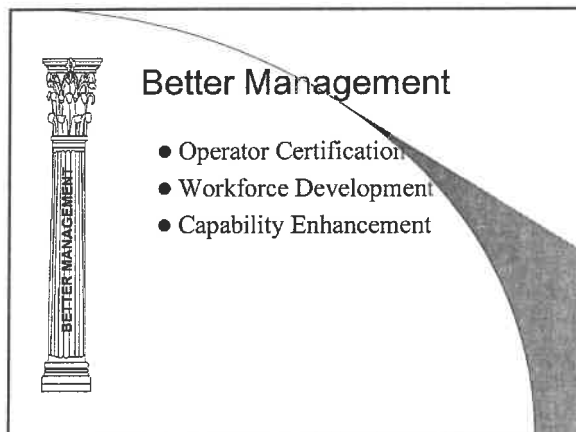 Better Management
● Operator Certification
● Workforce Development
● Capability Enhancement
BETTER MANAGEMENT